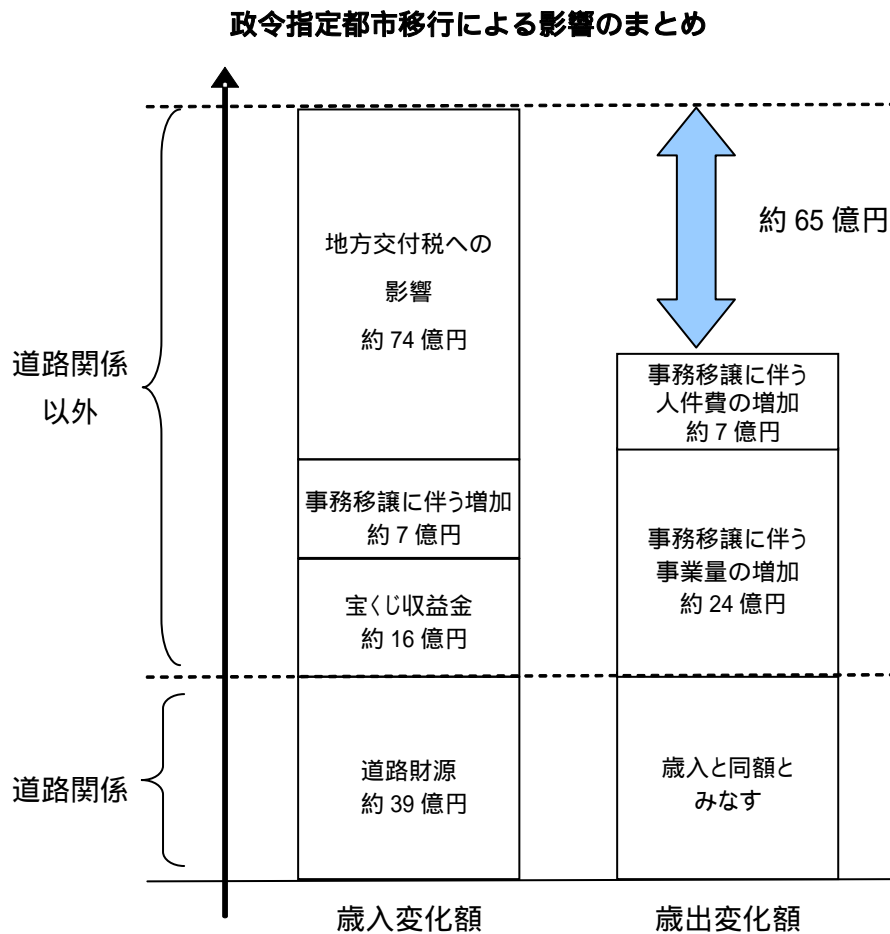 政令指定都市移行による影響のまとめ
約 65 億円
地方交付税への
影響
約 74 億円
道路関係
以外
事務移譲に伴う
人件費の増加
約 7 億円
事務移譲に伴う増加
約 7 億円
事務移譲に伴う
事業量の増加
約 24 億円
宝くじ収益金
約 16 億円
道路関係
道路財源
約 39 億円
歳入と同額と
みなす
歳入変化額
歳出変化額